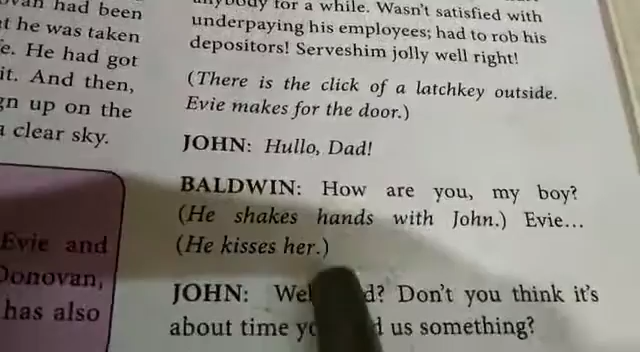 ovan had been
at he was taken
e. He had got
it. And then,
gn up on the
a clear sky.
Evie and
Donovan,
has also
anybody for a while. Wasn't satisfied with
underpaying his employees; had to rob his
depositors! Serveshim jolly well right!
(There is the click of a latchkey outside.
Evie makes for the door.)
JOHN: Hullo, Dad!
BALDWIN: How are you, my boy?
(He shakes hands with John.) Evie...
(He kisses her.)
JOHN: Don't you think it's
about time us something?